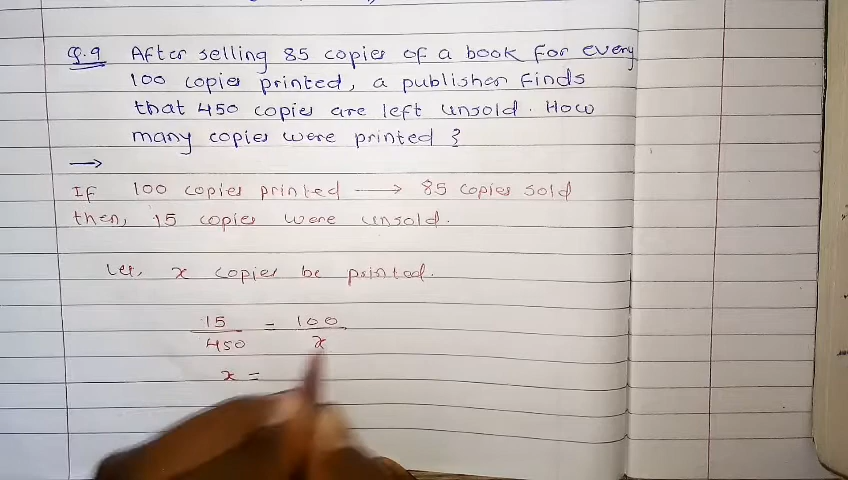 Q.9 After selling 85 copies of a book for every
100 copies printed, a publisher finds
that 450 copies are left unsold. How
many copies were printed ?
→
If 100 copies printed → 85 copies sold
then, 15 copies were unsold.
Let, x copies be printed.
15/450 = 100/x
x =